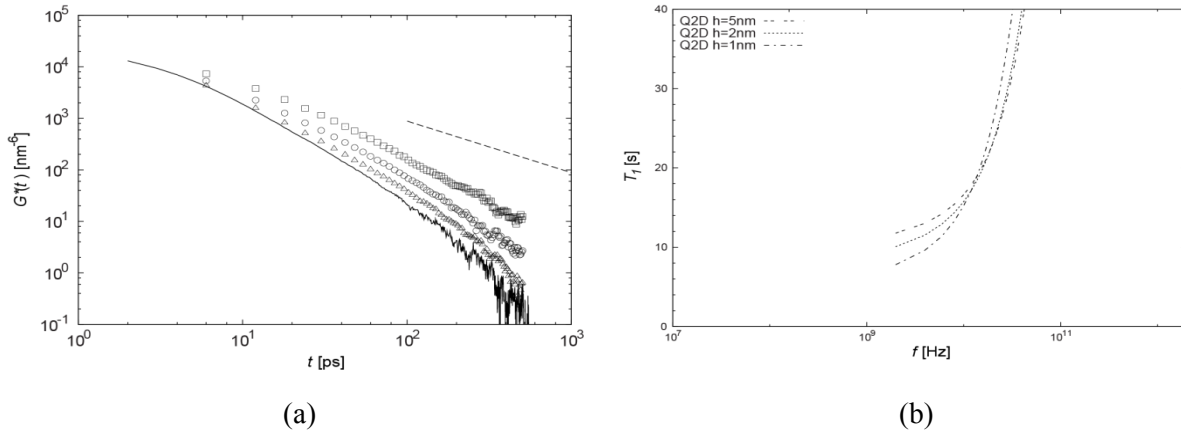 10^5
10^4
10^3
10^2
10^1
10^0
10^-1
G*(t) [nm^-6]
10^0 10^1 10^2 10^3
t [ps]
(a)
Q2D h=5nm
Q2D h=2nm
Q2D h=1nm
40
30
20
10
0
T_1 [s]
10^7 10^9 10^11
f [Hz]
(b)